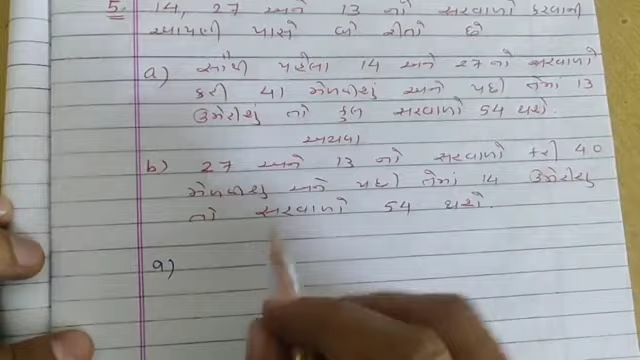 5. 14, 27 અને 13 નો સરવાળો કરવાની
આપણી પાસે બે રીતો છે
a) સૌથી પહેલા 14 અને 27 નો સરવાળો
કરી 41 મેળવીશું અને પછી તેમાં 13
ઉમેરીશું તો કુલ સરવાળો 54 થશે.
અથવા
b) 27 અને 13 નો સરવાળો કરી 40
મેળવીશું અને પછી તેમાં 14 ઉમેરીશું
તો સરવાળો 54 થશે.
a)